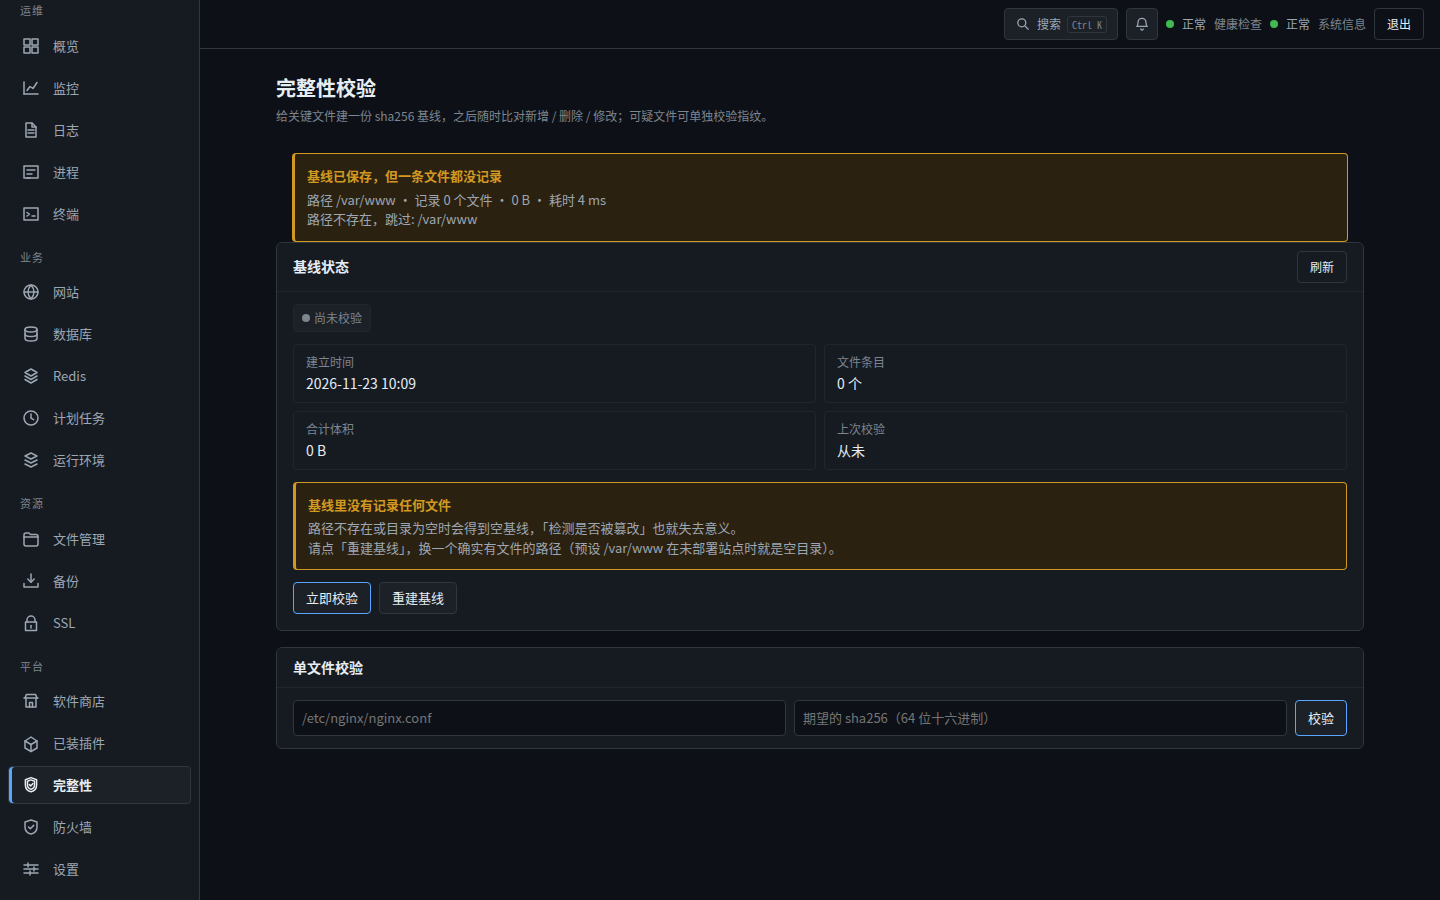 运维
概览
监控
日志
进程
终端
业务
网站
数据库
Redis
计划任务
运行环境
资源
文件管理
备份
SSL
平台
软件商店
已装插件
完整性
防火墙
设置
搜索 Ctrl K
正常 健康检查
正常 系统信息
退出
完整性校验
给关键文件建一份 sha256 基线，之后随时比对新增 / 删除 / 修改；可疑文件可单独校验指纹。
基线已保存，但一条文件都没记录
路径 /var/www · 记录 0 个文件 · 0 B · 耗时 4 ms
路径不存在，跳过: /var/www
基线状态
刷新
尚未校验
建立时间
2026-11-23 10:09
文件条目
0 个
合计体积
0 B
上次校验
从未
基线里没有记录任何文件
路径不存在或目录为空时会得到空基线，「检测是否被篡改」也就失去意义。
请点「重建基线」，换一个确实有文件的路径（预设 /var/www 在未部署站点时就是空目录）。
立即校验
重建基线
单文件校验
/etc/nginx/nginx.conf
期望的 sha256（64 位十六进制）
校验